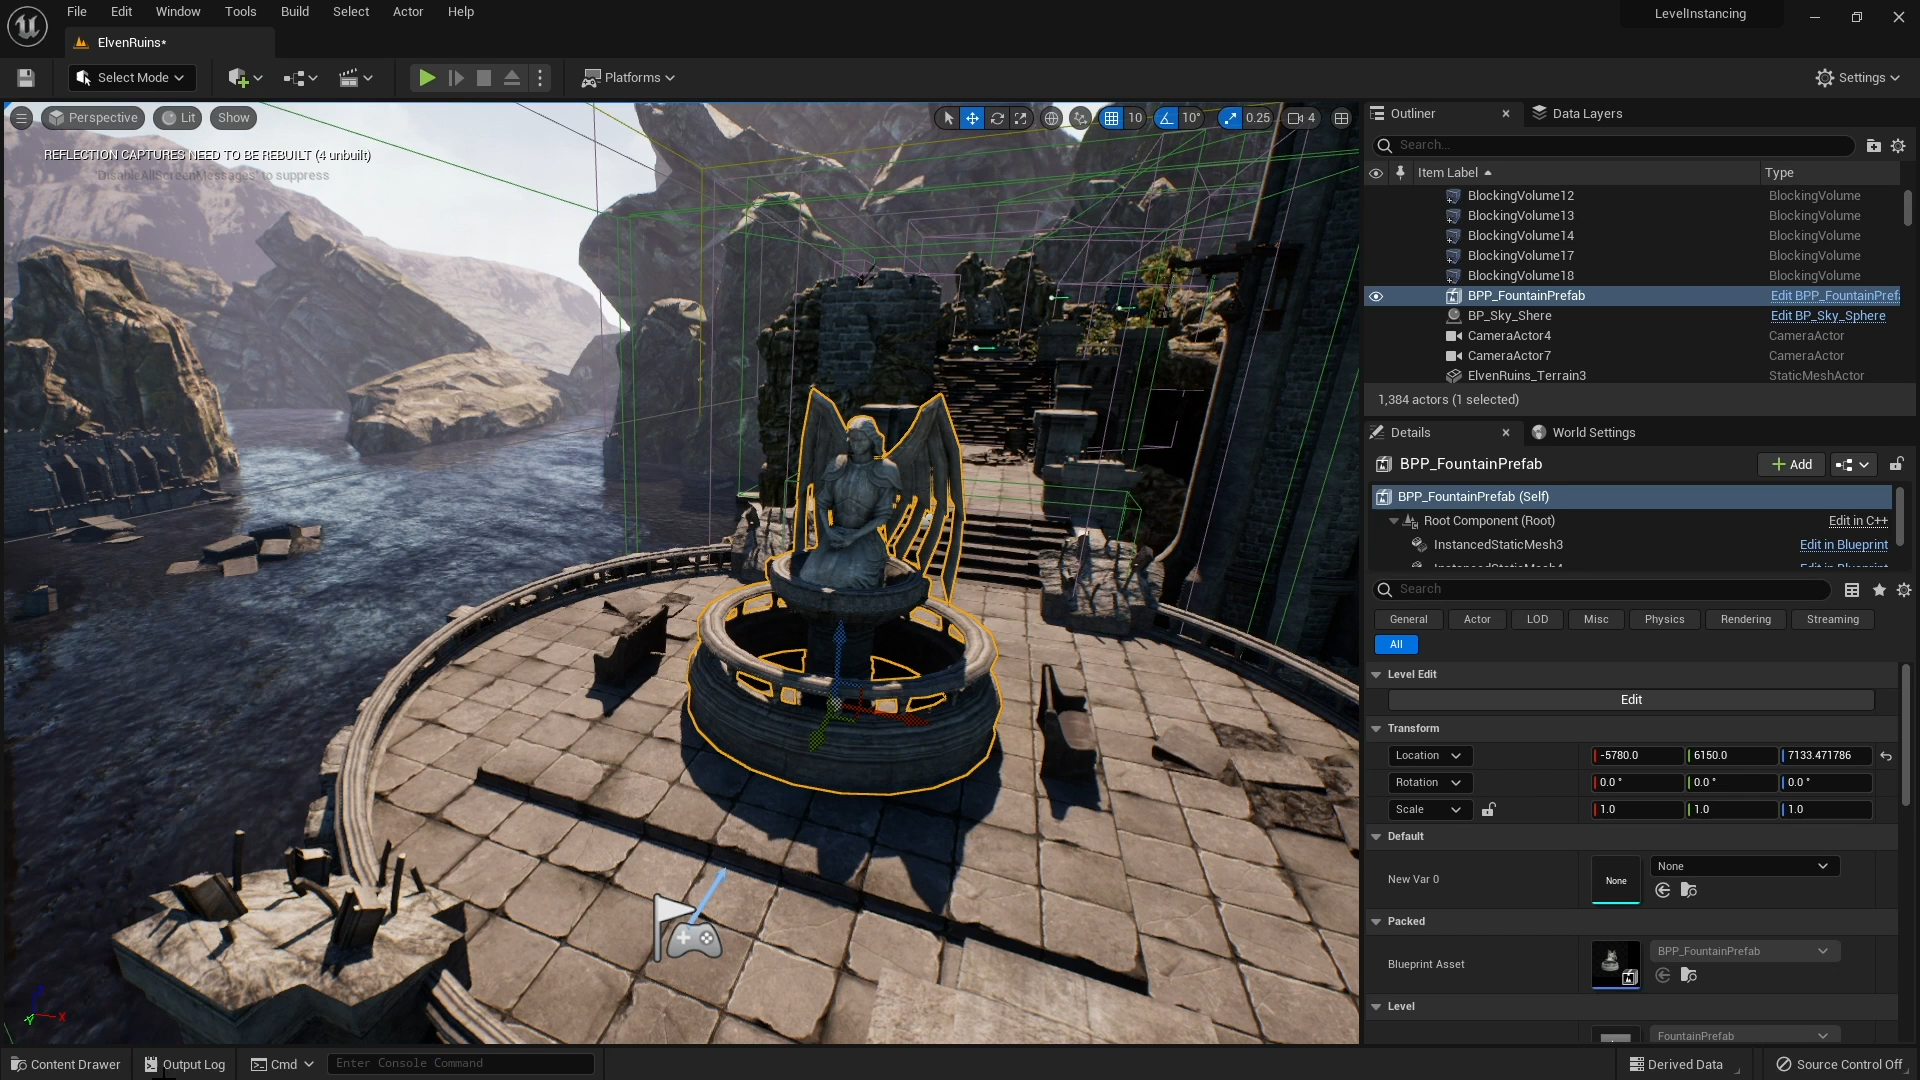 File Edit Window Tools Build Select Actor Help
LevelInstancing
ElvenRuins*
Select Mode
Platforms
Settings
Perspective Lit Show
10 10° 0.25 4
REFLECTION CAPTURES NEED TO BE REBUILT (4 unbuilt)
'DisableAllScreenMessages' to suppress
Outliner
Data Layers
Search...
Item Label Type
BlockingVolume12 BlockingVolume
BlockingVolume13 BlockingVolume
BlockingVolume14 BlockingVolume
BlockingVolume17 BlockingVolume
BlockingVolume18 BlockingVolume
BPP_FountainPrefab Edit BPP_FountainPrefa
BP_Sky_Shere Edit BP_Sky_Sphere
CameraActor4 CameraActor
CameraActor7 CameraActor
ElvenRuins_Terrain3 StaticMeshActor
1,384 actors (1 selected)
Details
World Settings
BPP_FountainPrefab
Add
BPP_FountainPrefab (Self)
Root Component (Root) Edit in C++
InstancedStaticMesh3 Edit in Blueprint
InstancedStaticMesh4 Edit in Blueprint
Search
General Actor LOD Misc Physics Rendering Streaming
All
Level Edit
Edit
Transform
Location -5780.0 6150.0 7133.471786
Rotation 0.0 ° 0.0 ° 0.0 °
Scale 1.0 1.0 1.0
Default
New Var 0 None None
Packed
Blueprint Asset BPP_FountainPrefab
Level
FountainPrefab
Content Drawer Output Log Cmd Enter Console Command
Derived Data Source Control Off